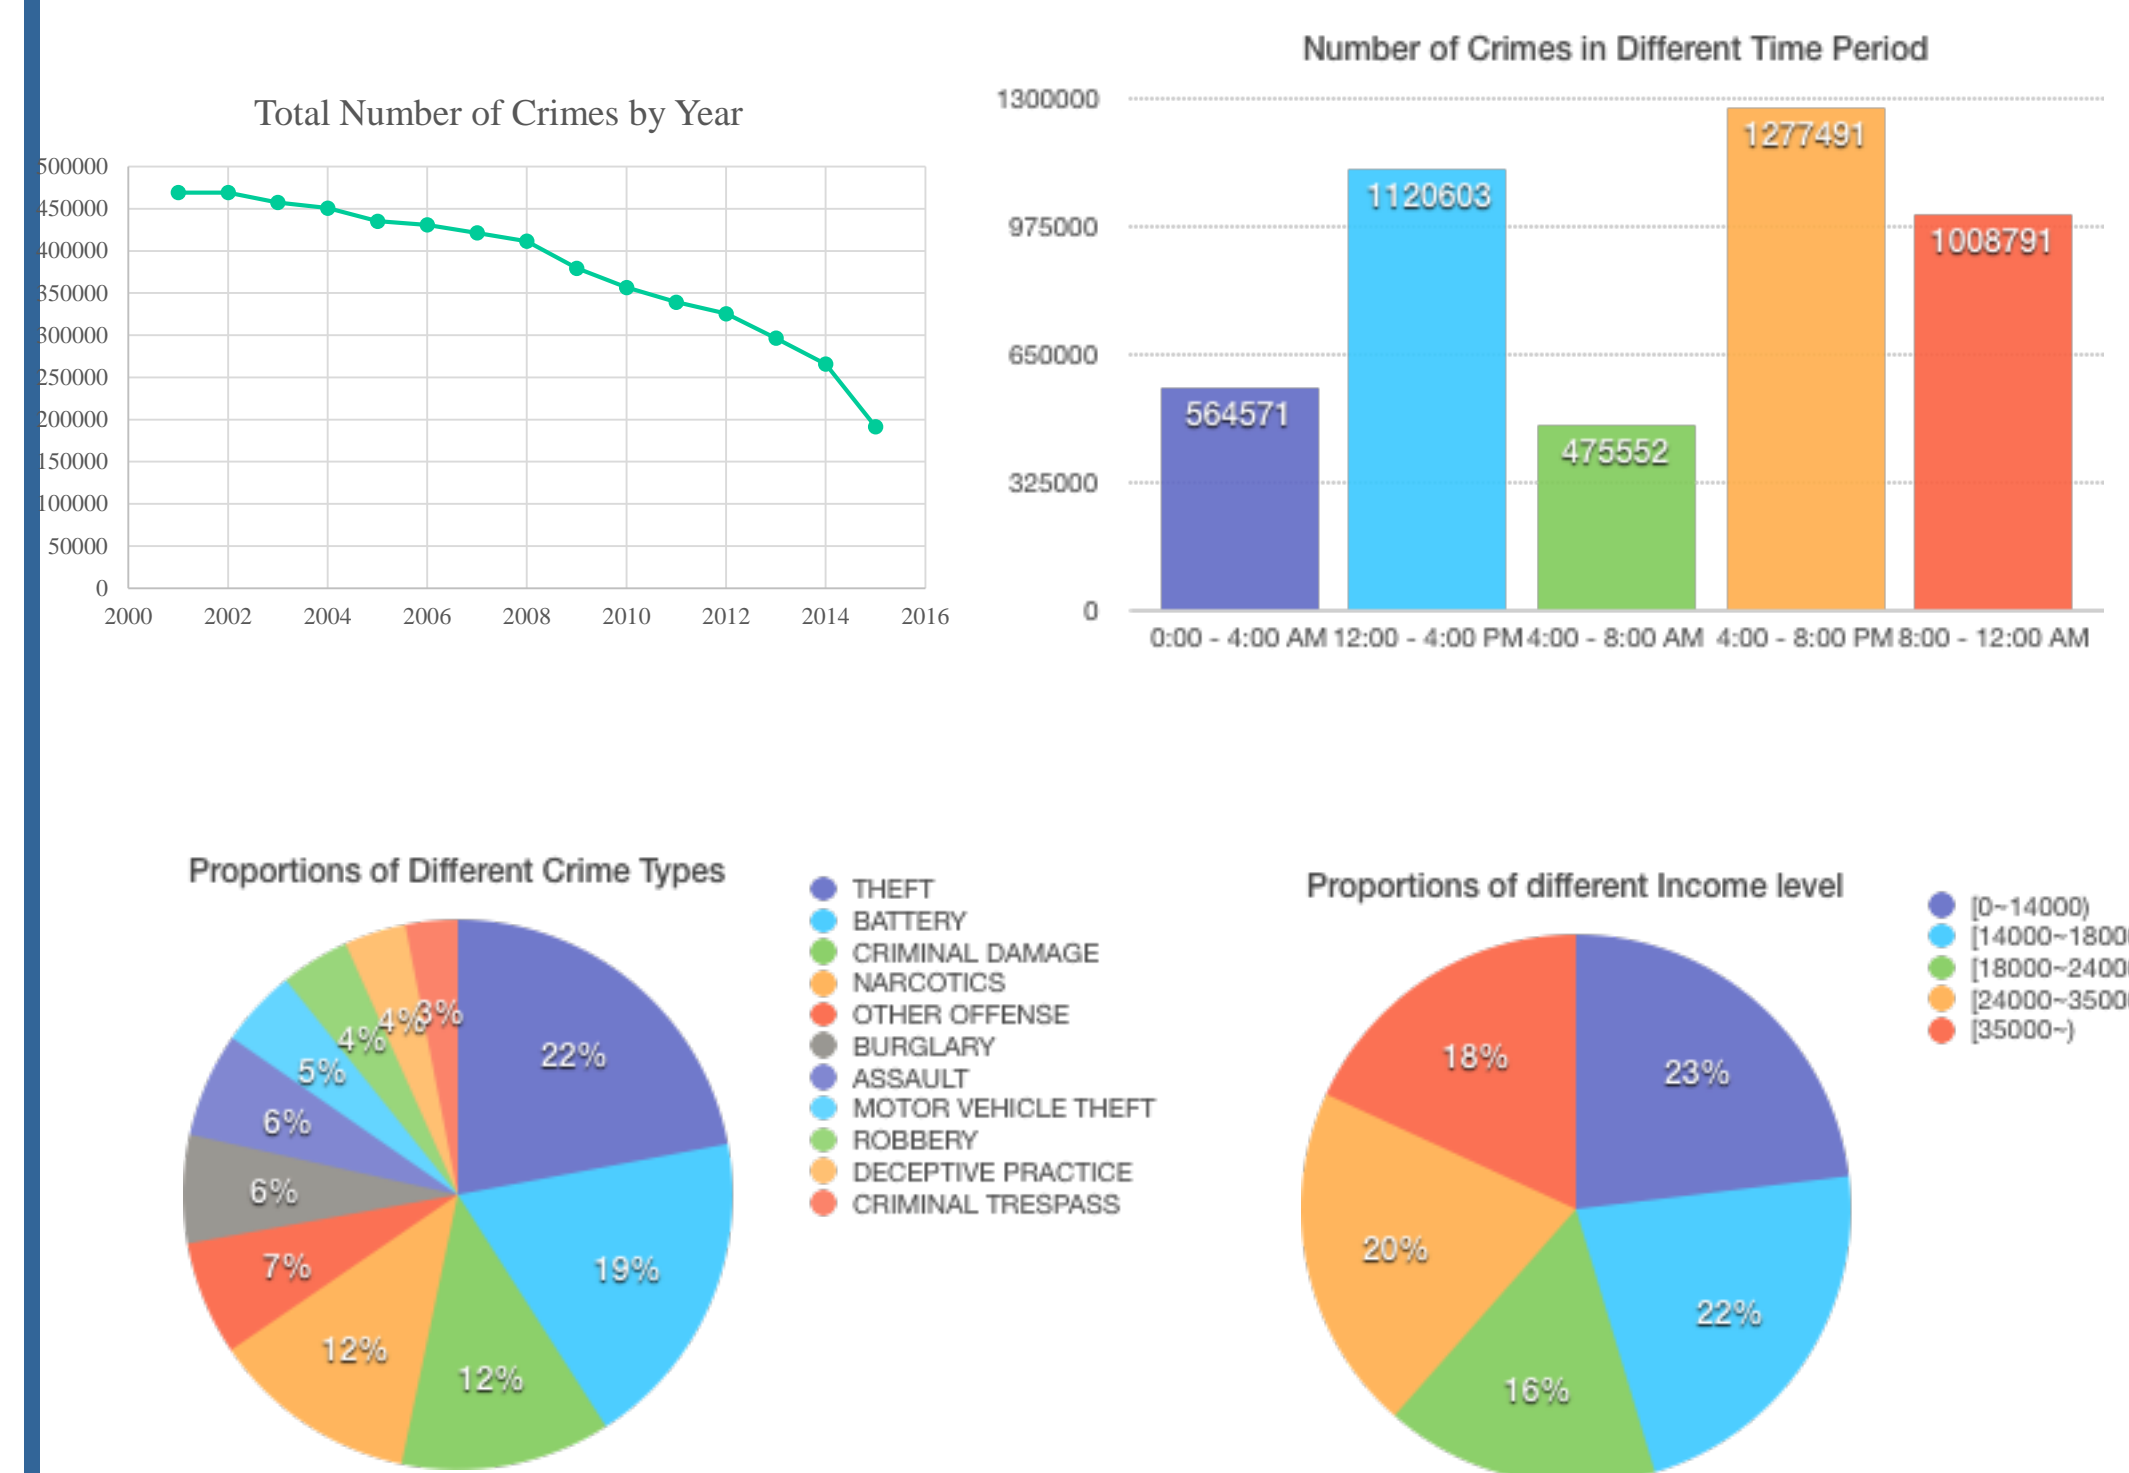 Total Number of Crimes by Year
500000
450000
400000
350000
300000
250000
200000
150000
100000
50000
0
2000 2002 2004 2006 2008 2010 2012 2014 2016
Number of Crimes in Different Time Period
1300000
975000
650000
325000
0
564571
1120603
475552
1277491
1008791
0:00 - 4:00 AM 12:00 - 4:00 PM 4:00 - 8:00 AM 4:00 - 8:00 PM 8:00 - 12:00 AM
Proportions of Different Crime Types
22%
19%
12%
12%
7%
6%
6%
5%
4%
4%
3%
THEFT
BATTERY
CRIMINAL DAMAGE
NARCOTICS
OTHER OFFENSE
BURGLARY
ASSAULT
MOTOR VEHICLE THEFT
ROBBERY
DECEPTIVE PRACTICE
CRIMINAL TRESPASS
Proportions of different Income level
23%
22%
16%
20%
18%
[0~14000)
[14000~1800
[18000~2400
[24000~3500
[35000~)